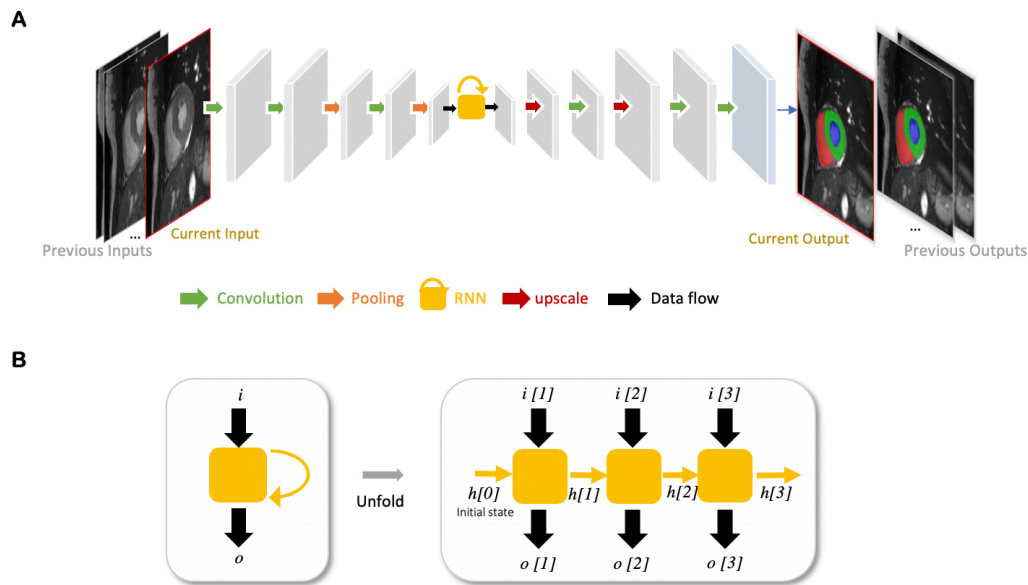 A
...
...
Previous Inputs
Current Input
Current Output
Previous Outputs
Convolution Pooling RNN upscale Data flow
B
i
o
Unfold
i [1] i [2] i [3]
h[0] h[1] h[2] h[3]
Initial state
o [1] o [2] o [3]